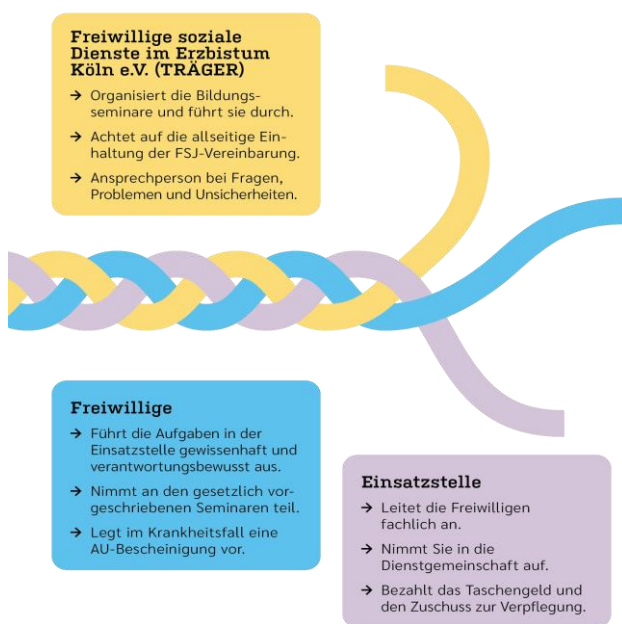 Freiwillige soziale
Dienste im Erzbistum
Köln e.V. (TRÄGER)
→ Organisiert die Bildungs-
seminare und führt sie durch.
→ Achtet auf die allseitige Ein-
haltung der FSJ-Vereinbarung.
→ Ansprechperson bei Fragen,
Problemen und Unsicherheiten.
Freiwillige
→ Führt die Aufgaben in der
Einsatzstelle gewissenhaft und
verantwortungsbewusst aus.
→ Nimmt an den gesetzlich vor-
geschriebenen Seminaren teil.
→ Legt im Krankheitsfall eine
AU-Bescheinigung vor.
Einsatzstelle
→ Leitet die Freiwilligen
fachlich an.
→ Nimmt Sie in die
Dienstgemeinschaft auf.
→ Bezahlt das Taschengeld und
den Zuschuss zur Verpflegung.